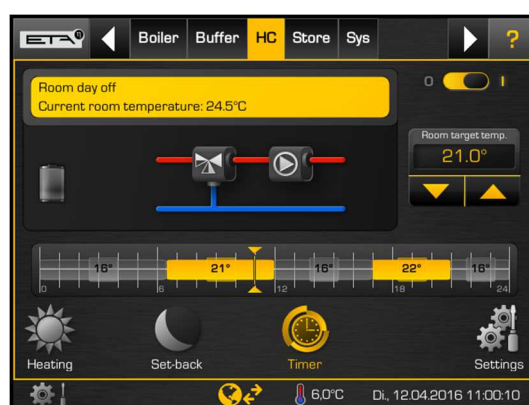 ETA
Boiler Buffer HC Store Sys ?
Room day off
Current room temperature: 24.5°C
O I
Room target temp.
21.0°
16° 21° 16° 22° 16°
0 6 12 18 24
Heating Set-back Timer Settings
6,0°C Di., 12.04.2016 11:00:10